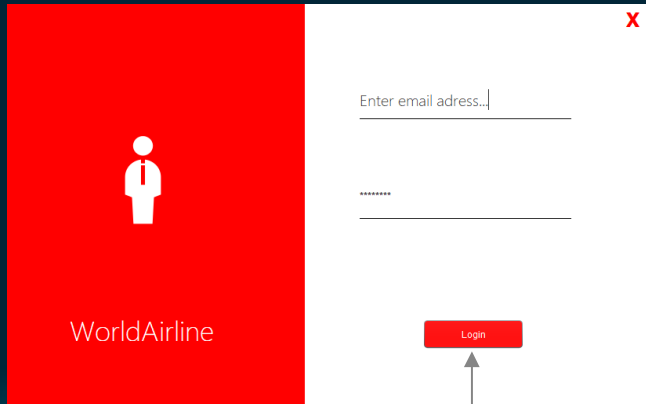 X
Enter email adress...
********
WorldAirline
Login